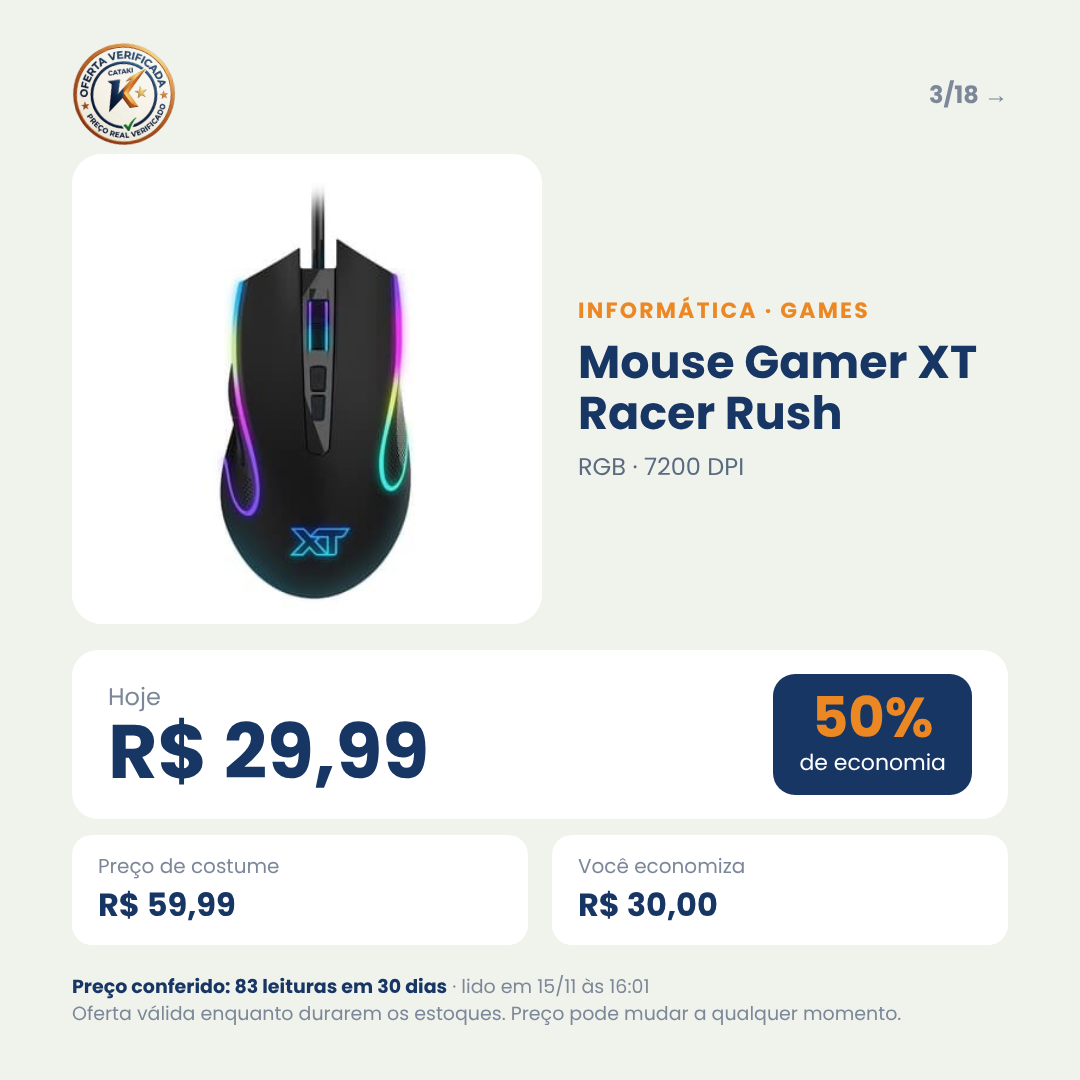 OFERTA VERIFICADA
CATAKI
K
PREÇO REAL VERIFICADO
3/18 →
XT
INFORMÁTICA · GAMES
Mouse Gamer XT
Racer Rush
RGB · 7200 DPI
Hoje
R$ 29,99
50%
de economia
Preço de costume
R$ 59,99
Você economiza
R$ 30,00
Preço conferido: 83 leituras em 30 dias · lido em 15/11 às 16:01
Oferta válida enquanto durarem os estoques. Preço pode mudar a qualquer momento.